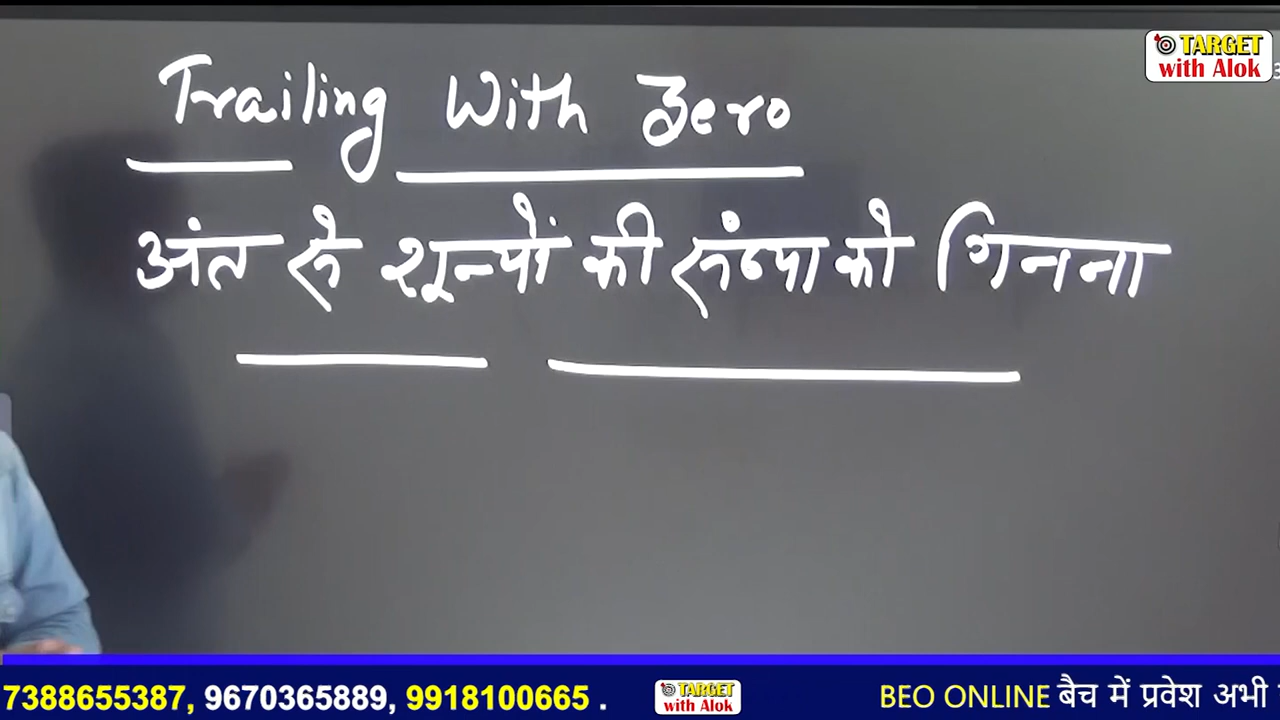 TARGET
with Alok
Trailing With Zero
अंत से शून्यों की संख्या को गिनना
7388655387, 9670365889, 9918100665 .
TARGET
with Alok
BEO ONLINE बैच में प्रवेश अभी